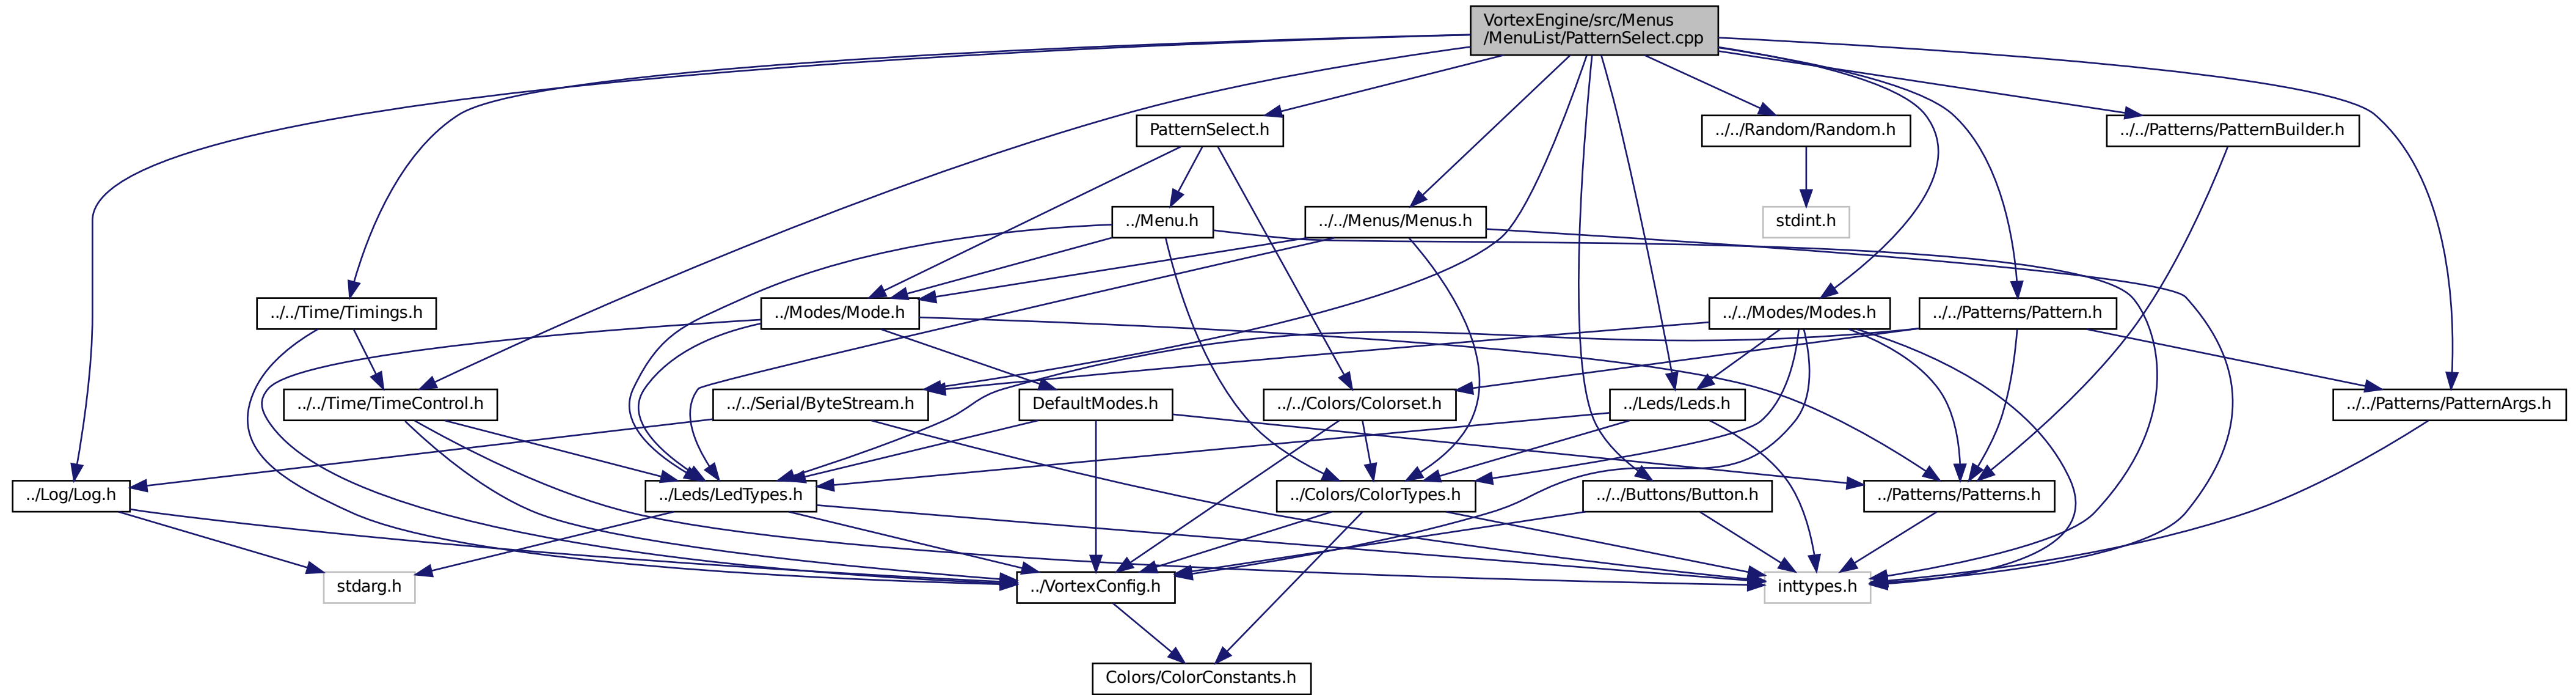 VortexEngine/src/Menus
/MenuList/PatternSelect.cpp
PatternSelect.h
../../Random/Random.h
../../Patterns/PatternBuilder.h
../Menu.h
../../Menus/Menus.h
stdint.h
../../Time/Timings.h
../Modes/Mode.h
../../Modes/Modes.h
../../Patterns/Pattern.h
../../Time/TimeControl.h
../../Serial/ByteStream.h
DefaultModes.h
../../Colors/Colorset.h
../Leds/Leds.h
../../Patterns/PatternArgs.h
../Log/Log.h
../Leds/LedTypes.h
../Colors/ColorTypes.h
../../Buttons/Button.h
../Patterns/Patterns.h
stdarg.h
../VortexConfig.h
inttypes.h
Colors/ColorConstants.h